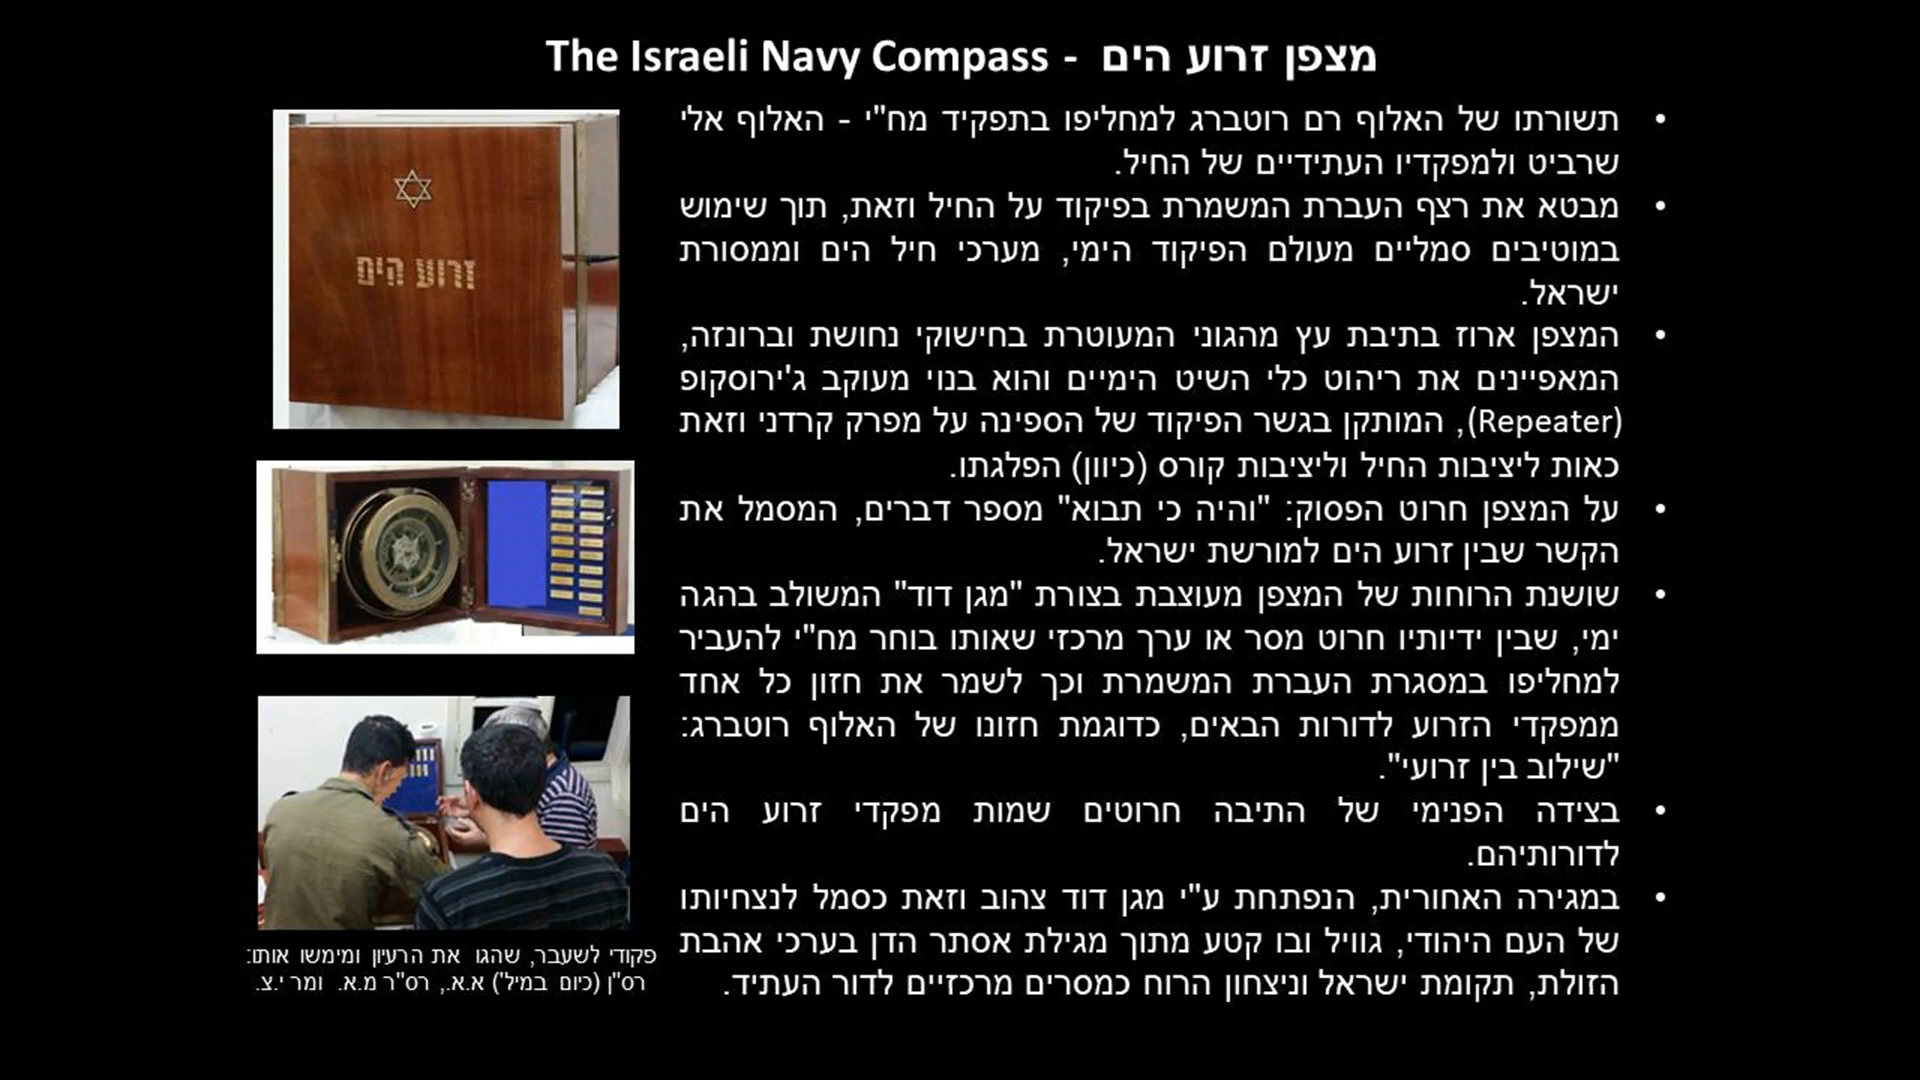 מצפן זרוע הים - The Israeli Navy Compass
• תשורתו של האלוף רם רוטברג למחליפו בתפקיד מח"י - האלוף אלי
שרביט ולמפקדיו העתידיים של החיל.
• מבטא את רצף העברת המשמרת בפיקוד על החיל וזאת, תוך שימוש
במוטיבים סמליים מעולם הפיקוד הימי, מערכי חיל הים וממסורת
ישראל.
• המצפן ארוז בתיבת עץ מהגוני המעוטרת בחישוקי נחושת וברונזה,
המאפיינים את ריהוט כלי השיט הימיים והוא בנוי מעוקב ג'ירוסקופ
(Repeater), המותקן בגשר הפיקוד של הספינה על מפרק קרדני וזאת
כאות ליציבות החיל וליציבות קורס (כיוון) הפלגתו.
• על המצפן חרוט הפסוק: "והיה כי תבוא" מספר דברים, המסמל את
הקשר שבין זרוע הים למורשת ישראל.
• שושנת הרוחות של המצפן מעוצבת בצורת "מגן דוד" המשולב בהגה
ימי, שבין ידיותיו חרוט מסר או ערך מרכזי שאותו בוחר מח"י להעביר
למחליפו במסגרת העברת המשמרת וכך לשמר את חזון כל אחד
ממפקדי הזרוע לדורות הבאים, כדוגמת חזונו של האלוף רוטברג:
"שילוב בין זרועי".
• בצידה הפנימי של התיבה חרוטים שמות מפקדי זרוע הים
לדורותיהם.
• במגירה האחורית, הנפתחת ע"י מגן דוד צהוב וזאת כסמל לנצחיותו
של העם היהודי, גוויל ובו קטע מתוך מגילת אסתר הדן בערכי אהבת
הזולת, תקומת ישראל וניצחון הרוח כמסרים מרכזיים לדור העתיד.
זרוע הים
פקודי לשעבר, שהגו את הרעיון ומימשו אותו:
רס"ן (כיום במיל') א.א., רס"ר מ.א. ומר י.צ.